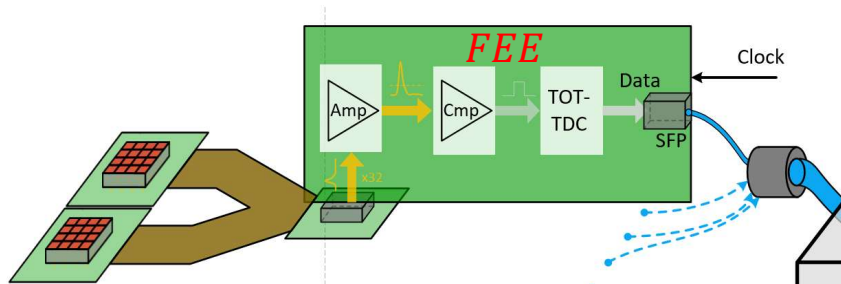 FEE
Clock
Data
Amp
Cmp
TOT-
TDC
SFP
x32